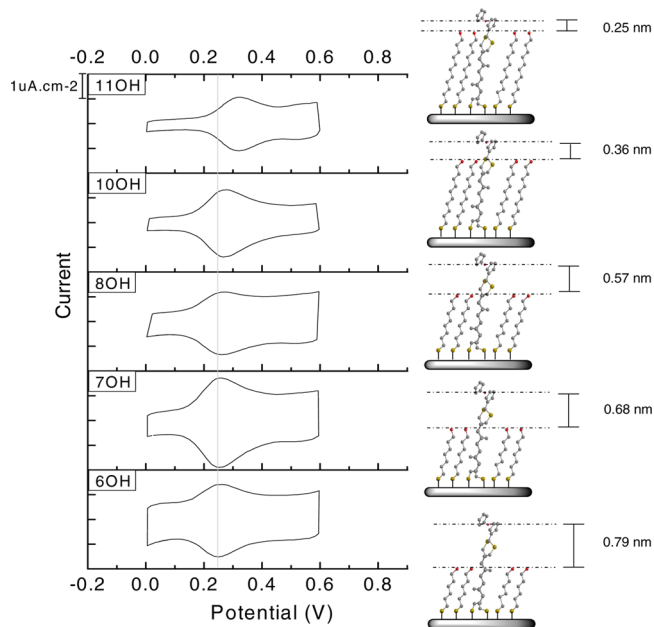 -0.2 0.0 0.2 0.4 0.6 0.8
1uA.cm-2
11OH
10OH
8OH
7OH
6OH
Current
-0.2 0.0 0.2 0.4 0.6 0.8
Potential (V)
0.25 nm
0.36 nm
0.57 nm
0.68 nm
0.79 nm